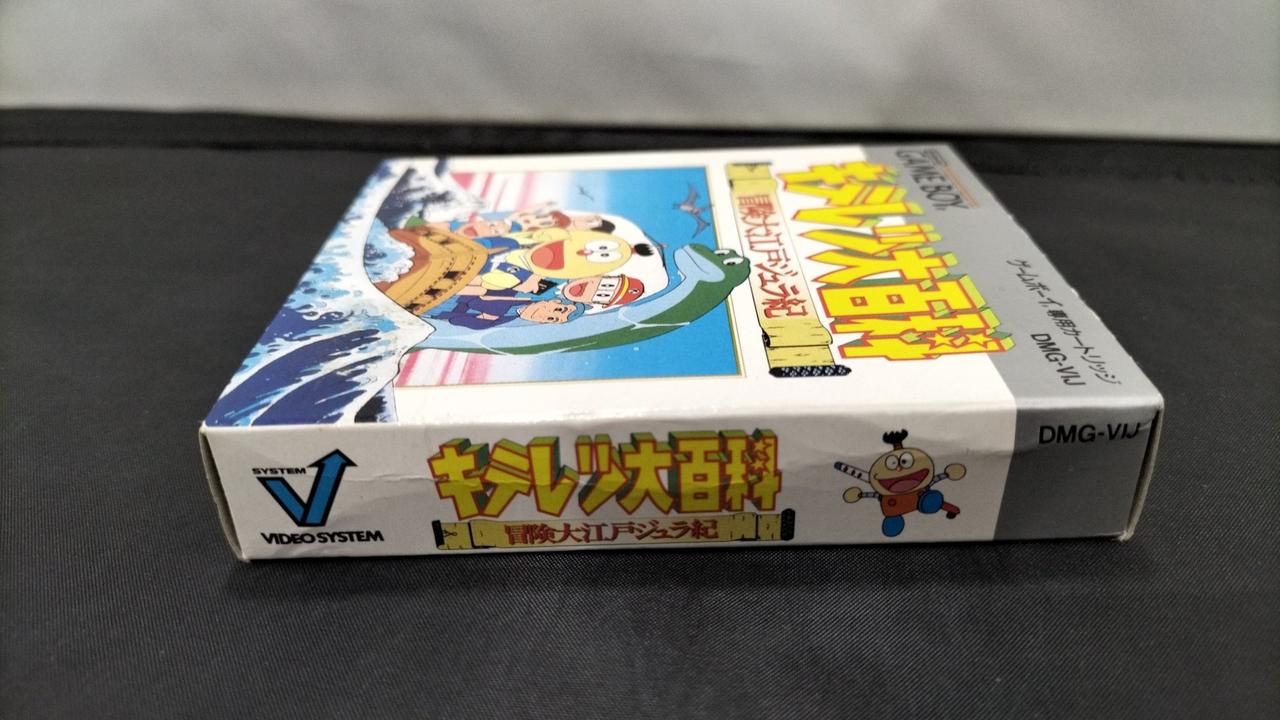 GAME BOY
ゲームボーイ専用カートリッジ
DMG-VIJ
キテレツ大百科
冒険大江戸ジュラ紀
SYSTEM
VIDEO SYSTEM
キテレツ大百科
冒険大江戸ジュラ紀
DMG-VIJ